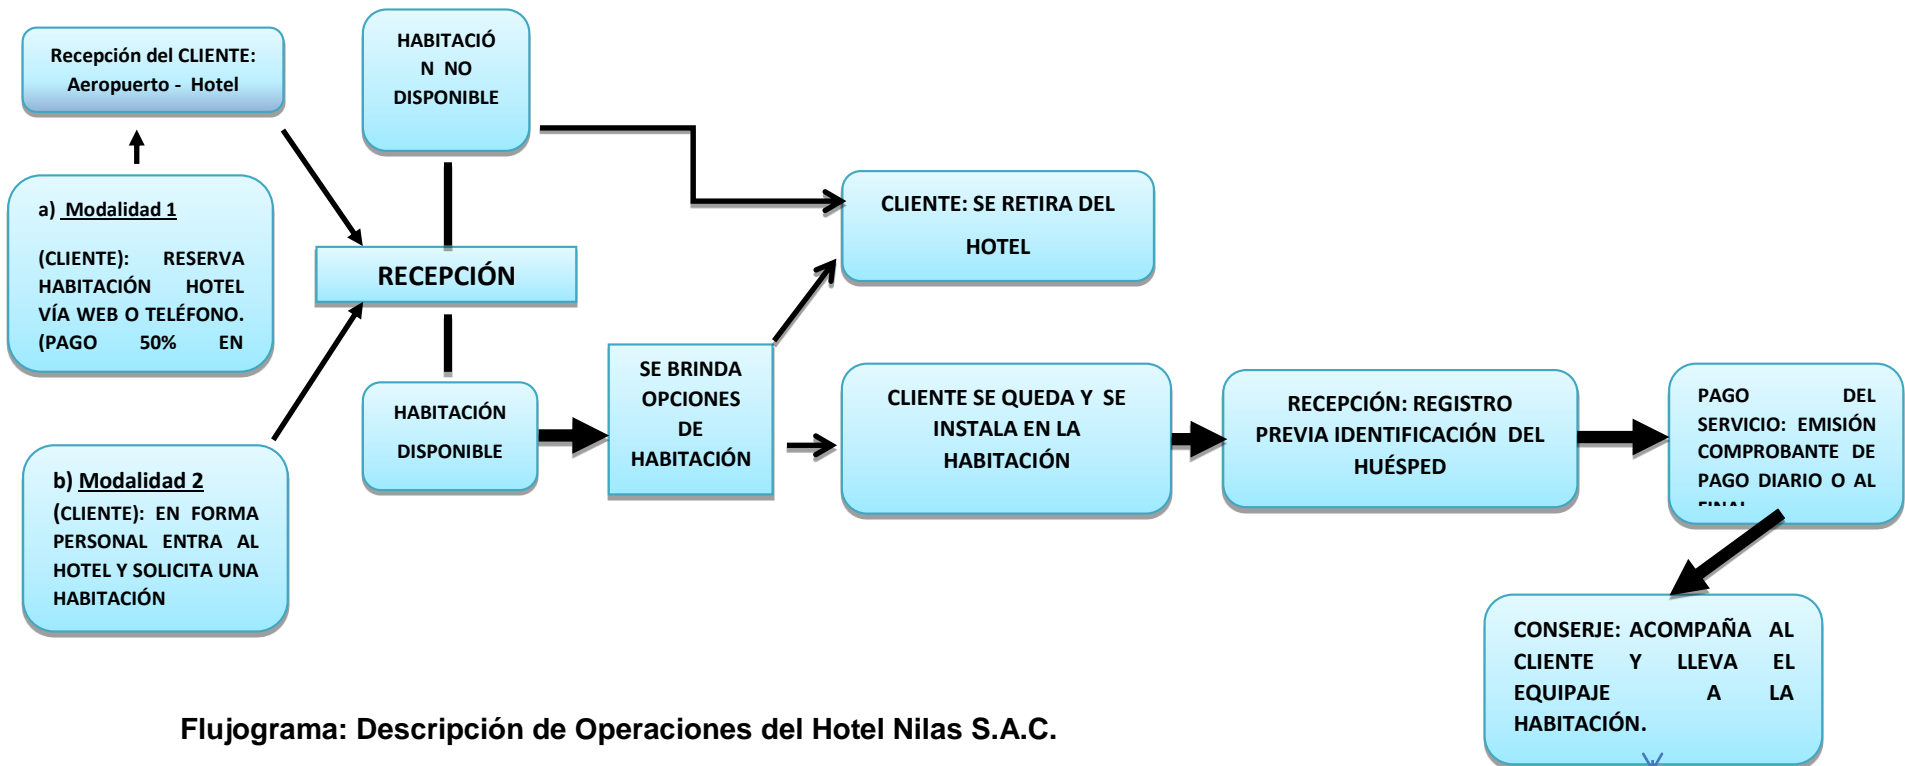 Recepción del CLIENTE:
Aeropuerto - Hotel
HABITACIÓ
N NO
DISPONIBLE
a) Modalidad 1
(CLIENTE): RESERVA
HABITACIÓN HOTEL
VÍA WEB O TELÉFONO.
(PAGO 50% EN
CLIENTE: SE RETIRA DEL
HOTEL
RECEPCIÓN
HABITACIÓN
DISPONIBLE
SE BRINDA
OPCIONES
DE
HABITACIÓN
CLIENTE SE QUEDA Y SE
INSTALA EN LA
HABITACIÓN
RECEPCIÓN: REGISTRO
PREVIA IDENTIFICACIÓN DEL
HUÉSPED
PAGO DEL
SERVICIO: EMISIÓN
COMPROBANTE DE
PAGO DIARIO O AL
b) Modalidad 2
(CLIENTE): EN FORMA
PERSONAL ENTRA AL
HOTEL Y SOLICITA UNA
HABITACIÓN
CONSERJE: ACOMPAÑA AL
CLIENTE Y LLEVA EL
EQUIPAJE A LA
HABITACIÓN.
Flujograma: Descripción de Operaciones del Hotel Nilas S.A.C.